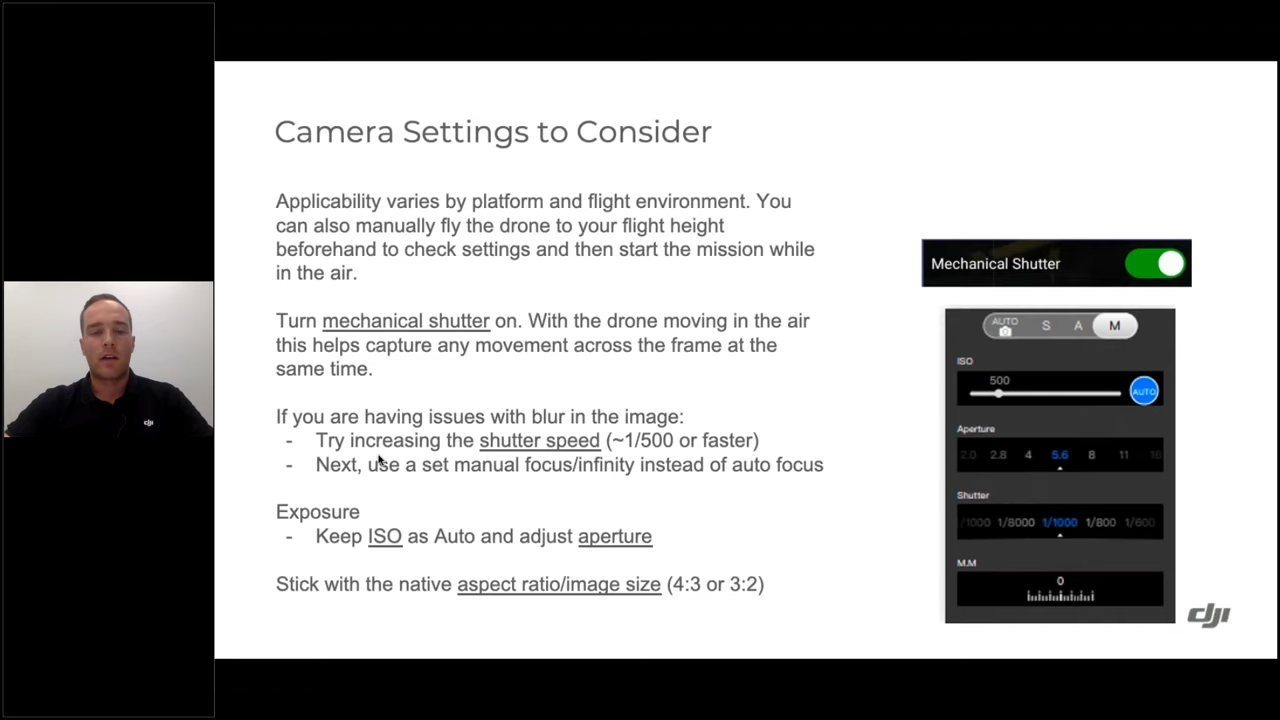 Camera Settings to Consider
Applicability varies by platform and flight environment. You
can also manually fly the drone to your flight height
beforehand to check settings and then start the mission while
in the air.
Turn mechanical shutter on. With the drone moving in the air
this helps capture any movement across the frame at the
same time.
If you are having issues with blur in the image:
- Try increasing the shutter speed (~1/500 or faster)
- Next, use a set manual focus/infinity instead of auto focus
Exposure
- Keep ISO as Auto and adjust aperture
Stick with the native aspect ratio/image size (4:3 or 3:2)
Mechanical Shutter
AUTO S A M
ISO
500
AUTO
Aperture
2.0 2.8 4 5.6 8 11 16
Shutter
/1000 1/8000 1/1000 1/800 1/600
M.M
0
dji
dji